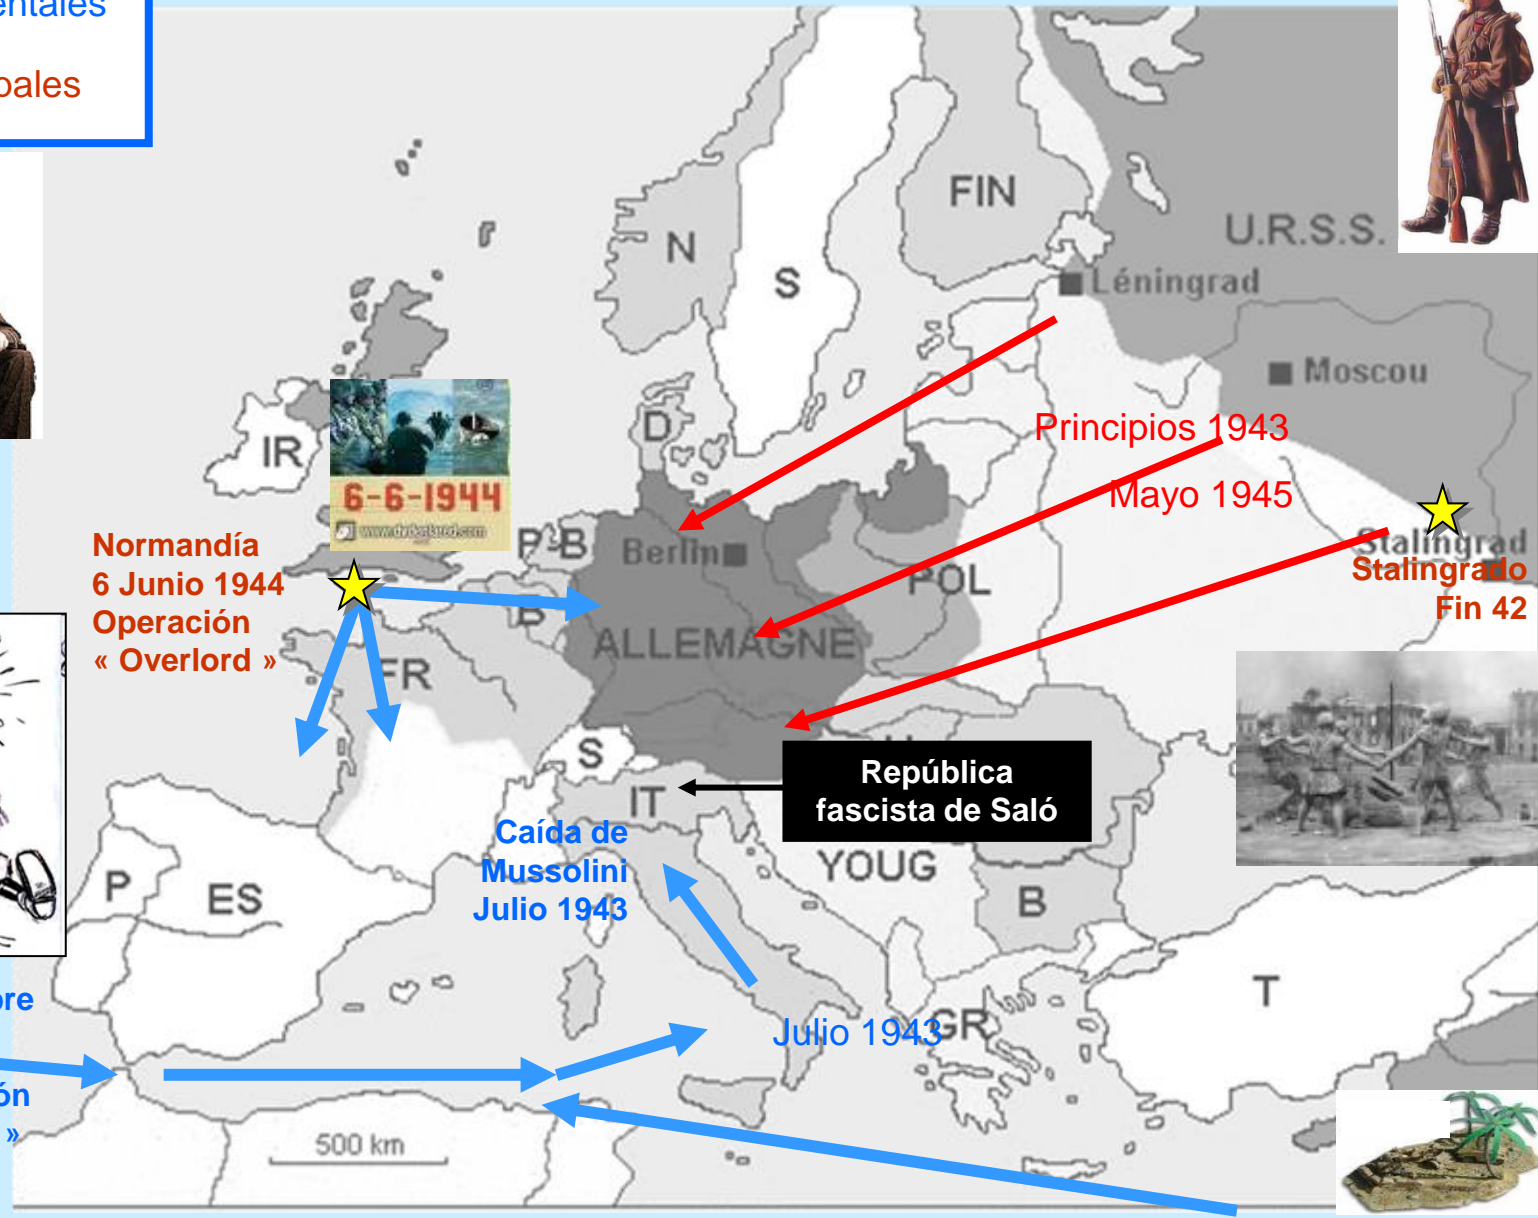 entales
pales
FIN
U.R.S.S.
N
S
Léningrad
Moscou
IR
D
Principios 1943
Mayo 1945
6-6-1944
Normandía
6 Junio 1944
Operación
« Overlord »
P-B
Berlin
Stalingrad
Stalingrado
Fin 42
POL
B
ALLEMAGNE
FR
S
República
fascista de Saló
IT
Caída de
Mussolini
Julio 1943
YOUG
P
ES
B
bre
T
Julio 1943
GR
ón
»
500 km